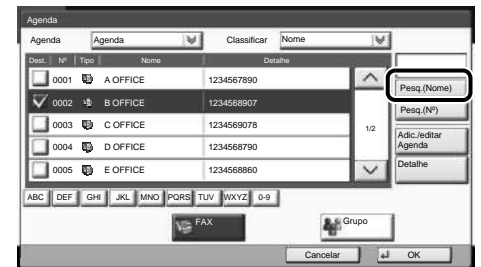 Agenda
Agenda Agenda Classificar Nome
Dest. Nº Tipo Nome Detalhe
0001 A OFFICE 1234567890
0002 B OFFICE 1234568907
0003 C OFFICE 1234569078
0004 D OFFICE 1234568790
0005 E OFFICE 1234568860
1/2
Pesq.(Nome)
Pesq.(Nº)
Adic./editar
Agenda
Detalhe
ABC DEF GHI JKL MNO PQRS TUV WXYZ 0-9
FAX Grupo
Cancelar OK